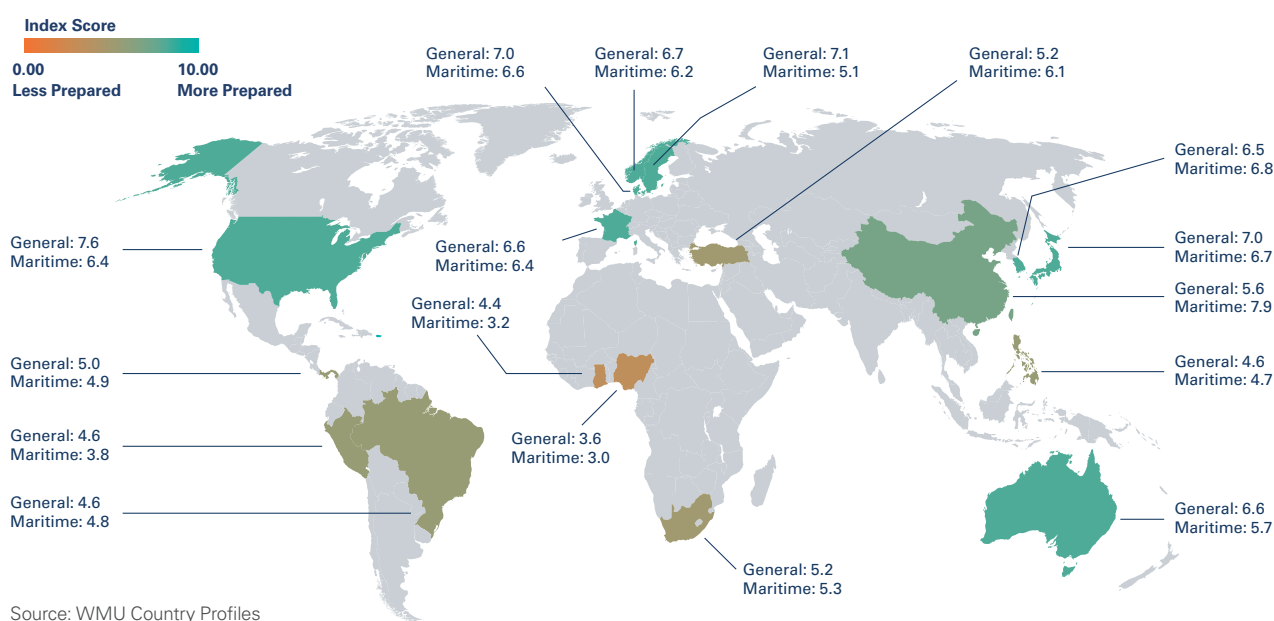 Index Score
0.00 10.00
Less Prepared More Prepared
General: 7.0
Maritime: 6.6
General: 6.7
Maritime: 6.2
General: 7.1
Maritime: 5.1
General: 5.2
Maritime: 6.1
General: 6.5
Maritime: 6.8
General: 7.6
Maritime: 6.4
General: 6.6
Maritime: 6.4
General: 7.0
Maritime: 6.7
General: 5.6
Maritime: 7.9
General: 4.4
Maritime: 3.2
General: 5.0
Maritime: 4.9
General: 4.6
Maritime: 4.7
General: 4.6
Maritime: 3.8
General: 3.6
Maritime: 3.0
General: 4.6
Maritime: 4.8
General: 6.6
Maritime: 5.7
General: 5.2
Maritime: 5.3
Source: WMU Country Profiles